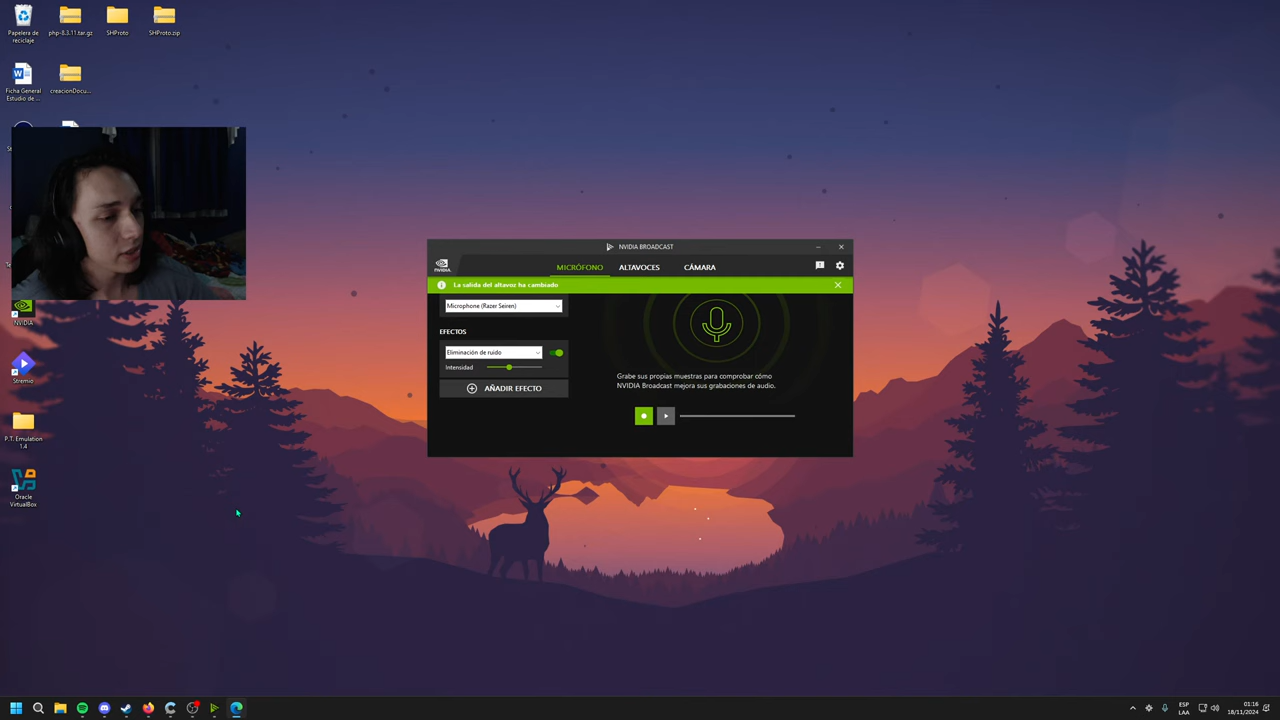 Papelera de
reciclaje
php-8.3.11.tar.gz
SHProto
SHProto.zip
Ficha General
Estudio de ...
creacionDocu...
NVIDIA
Stremio
P.T. Emulation
1.4
Oracle
VirtualBox
NVIDIA BROADCAST
NVIDIA.
MICRÓFONO
ALTAVOCES
CÁMARA
La salida del altavoz ha cambiado
Microphone (Razer Seiren)
EFECTOS
Eliminación de ruido
Intensidad
AÑADIR EFECTO
Grabe sus propias muestras para comprobar cómo
NVIDIA Broadcast mejora sus grabaciones de audio.
ESP
LAA
01:16
18/11/2024